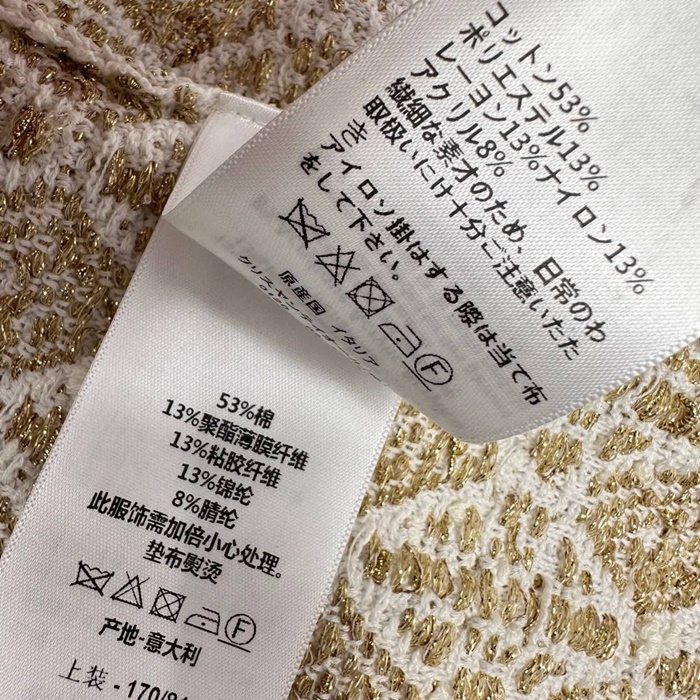 コットン53%
ポリエステル13%
レーヨン13%ナイロン13%
アクリル8%
繊細な素オのため、日常のわ
取极いにけ十分ご注意いたた
き
アイロン掛はする際は当て布
をして下さい。
F
原産国 イタリア
53%棉
13%聚酯薄膜纤维
13%粘胶纤维
13%锦纶
8%腈纶
此服饰需加倍小心处理。
垫布熨烫
F
产地-意大利
上装 - 170/84